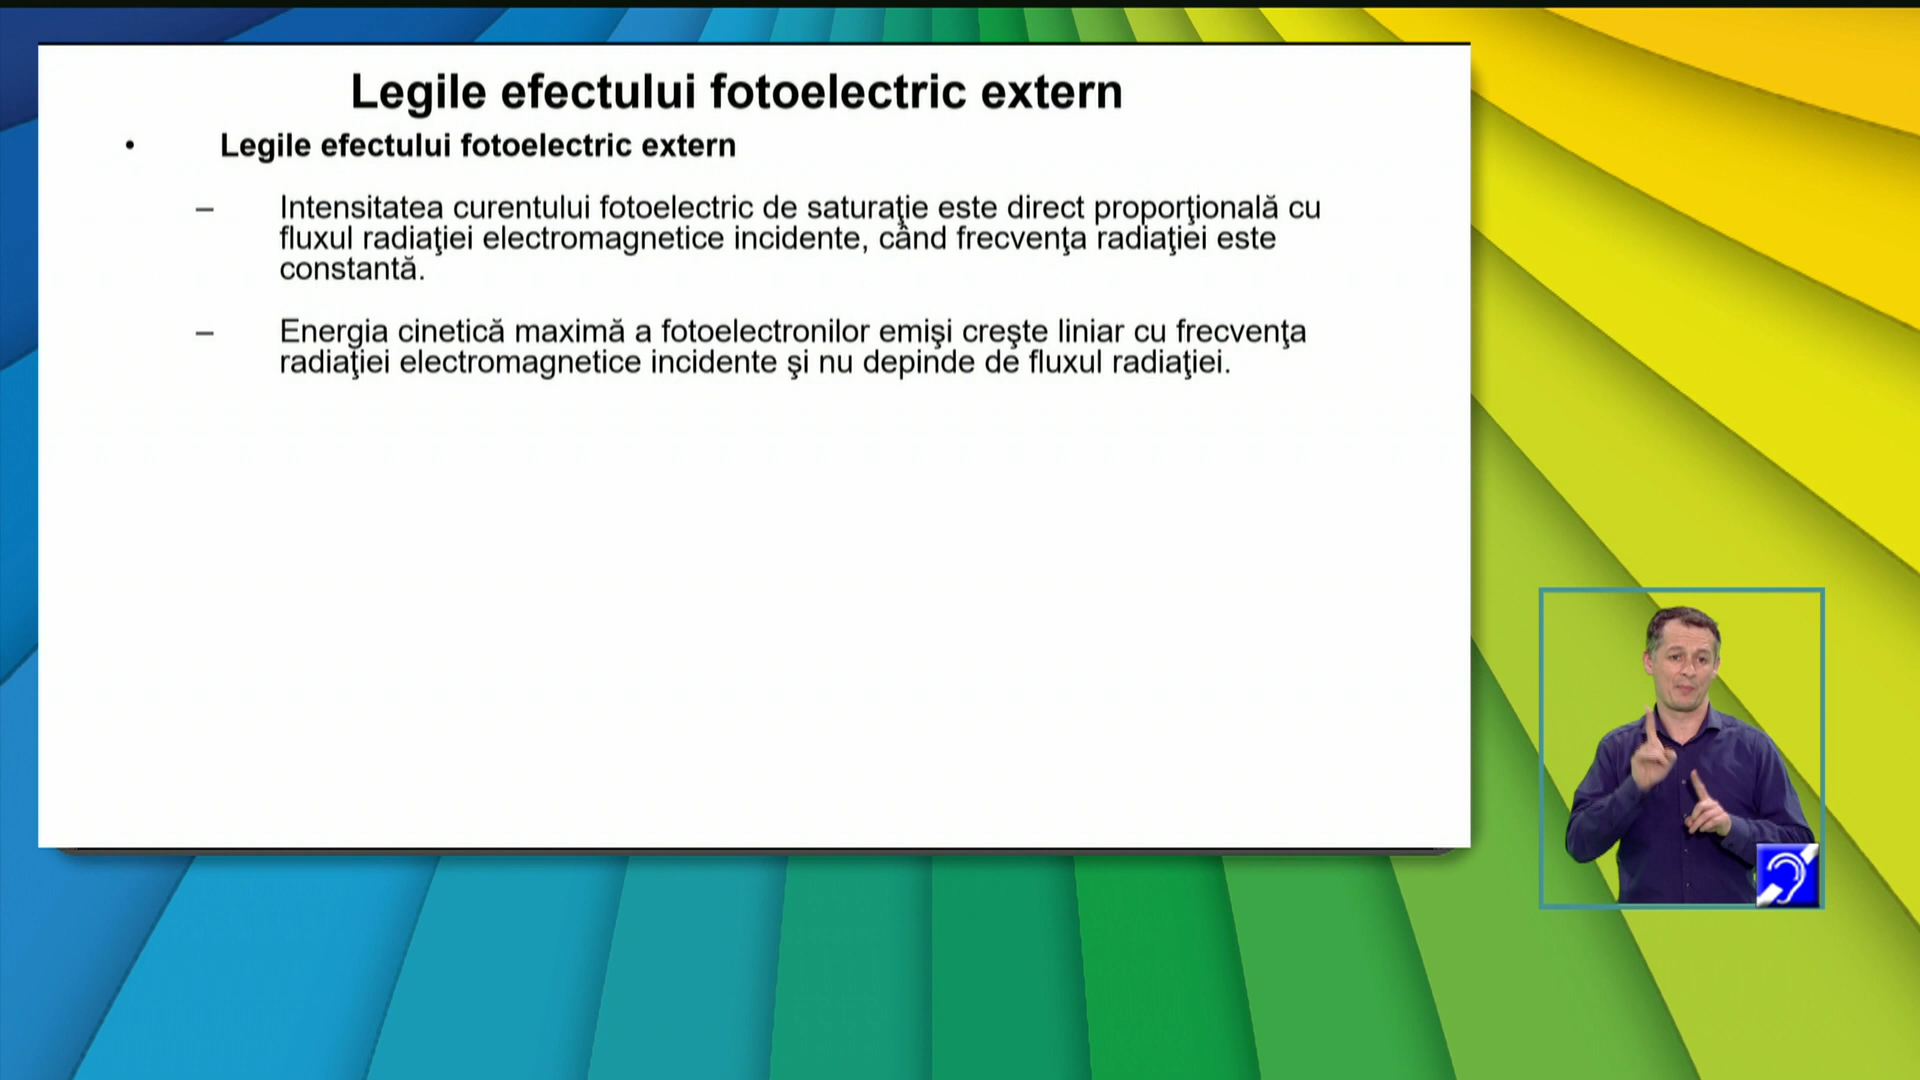 Legile efectului fotoelectric extern
• Legile efectului fotoelectric extern
– Intensitatea curentului fotoelectric de saturaţie este direct proporţională cu
fluxul radiaţiei electromagnetice incidente, când frecvenţa radiaţiei este
constantă.
– Energia cinetică maximă a fotoelectronilor emişi creşte liniar cu frecvenţa
radiaţiei electromagnetice incidente şi nu depinde de fluxul radiaţiei.